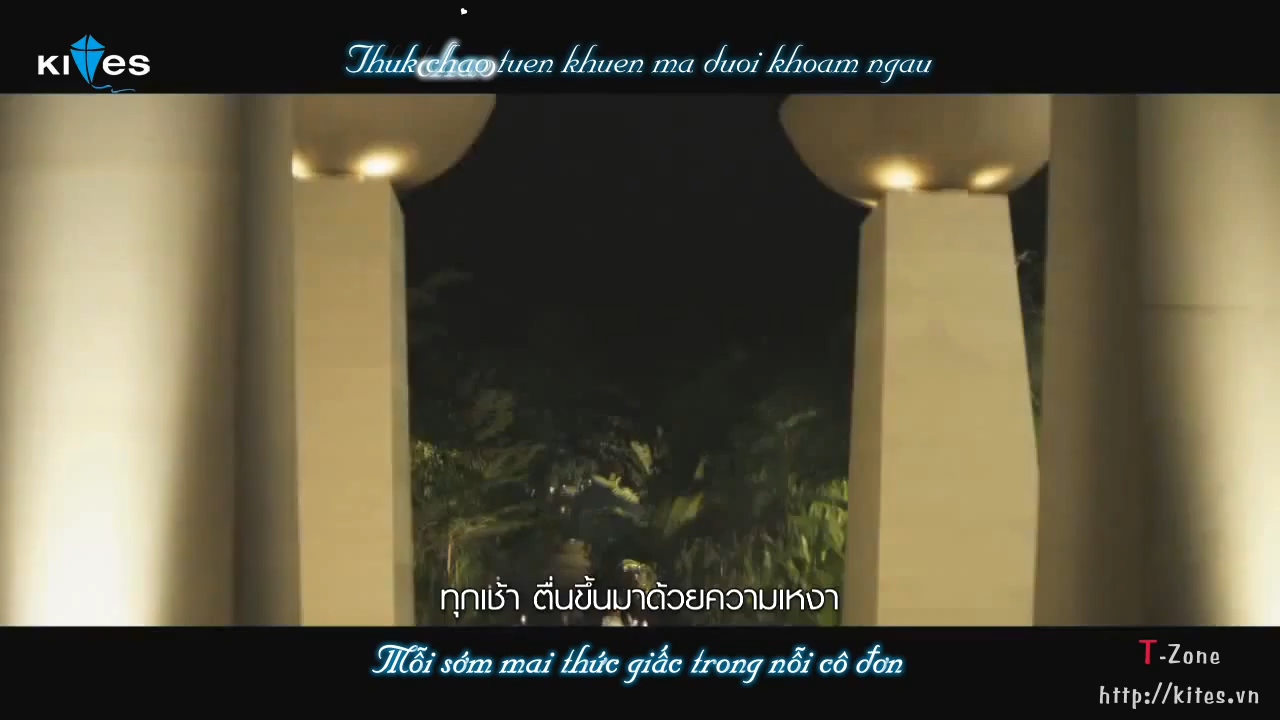 KITES
Thuk chao tuen khuen ma duoi khoam ngau
ทุกเช้า ตื่นขึ้นมาด้วยความเหงา
Mỗi sớm mai thức giấc trong nỗi cô đơn
T-Zone
http://kites.vn